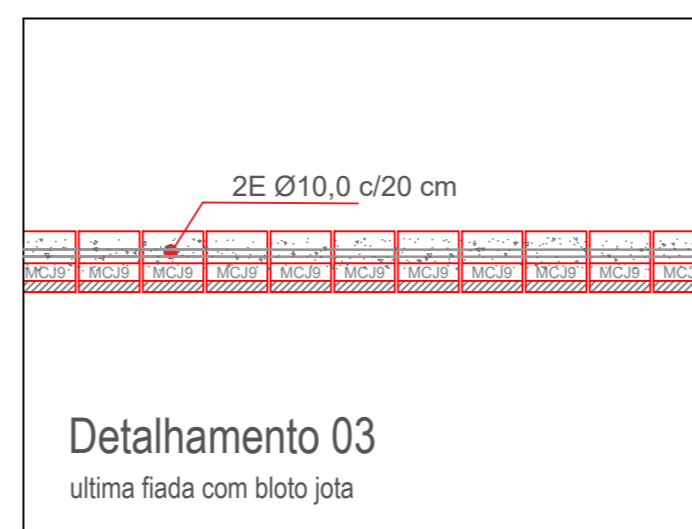 2E Ø10,0 c/20 cm
MCJ9 MCJ9 MCJ9 MCJ9 MCJ9 MCJ9 MCJ9 MCJ9 MCJ9 MCJ9 MCJ
Detalhamento 03
ultima fiada com bloto jota